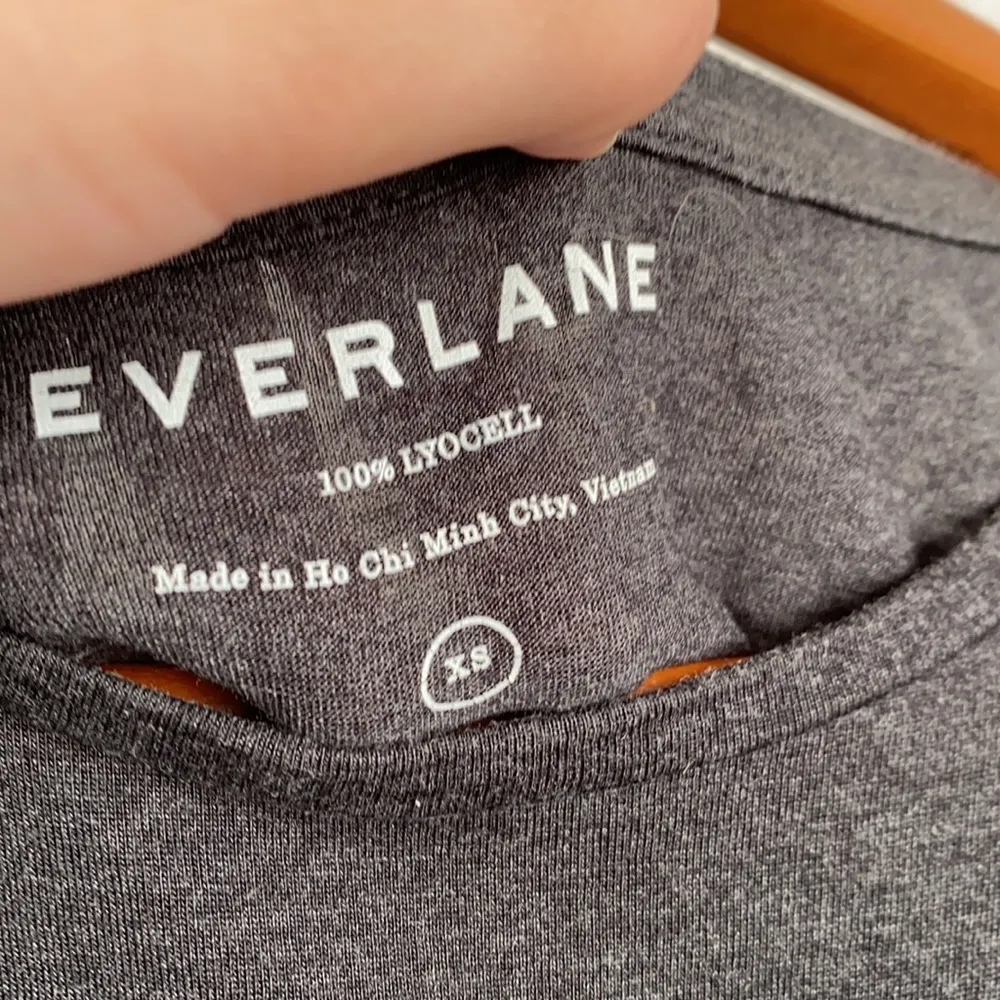 EVERLANE
100% LYOCELL
Made in Ho Chi Minh City, Vietnam
XS